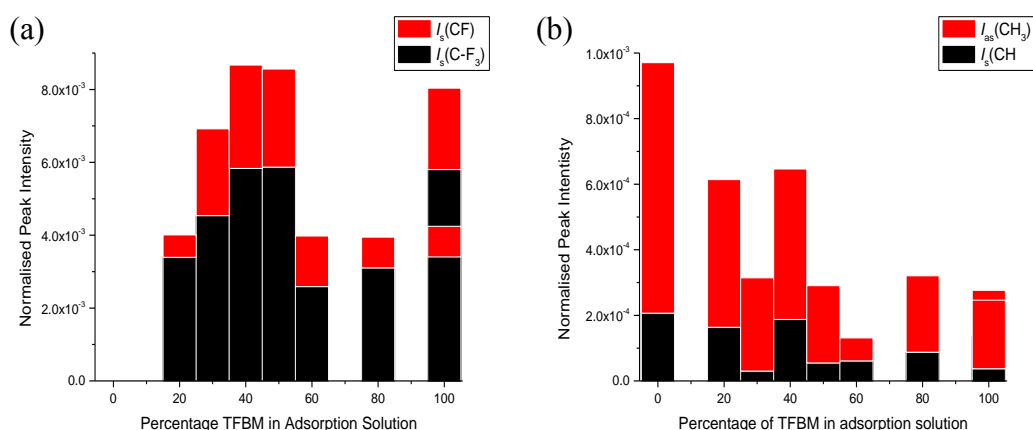 (a)
I_s(CF)
I_s(C-F_3)
8.0x10^-3
6.0x10^-3
4.0x10^-3
2.0x10^-3
0.0
Normalised Peak Intensity
0 20 40 60 80 100
Percentage TFBM in Adsorption Solution
(b)
I_as(CH_3)
I_s(CH
1.0x10^-3
8.0x10^-4
6.0x10^-4
4.0x10^-4
2.0x10^-4
0.0
Normalised Peak Intentisty
0 20 40 60 80 100
Percentage of TFBM in adsorption solution